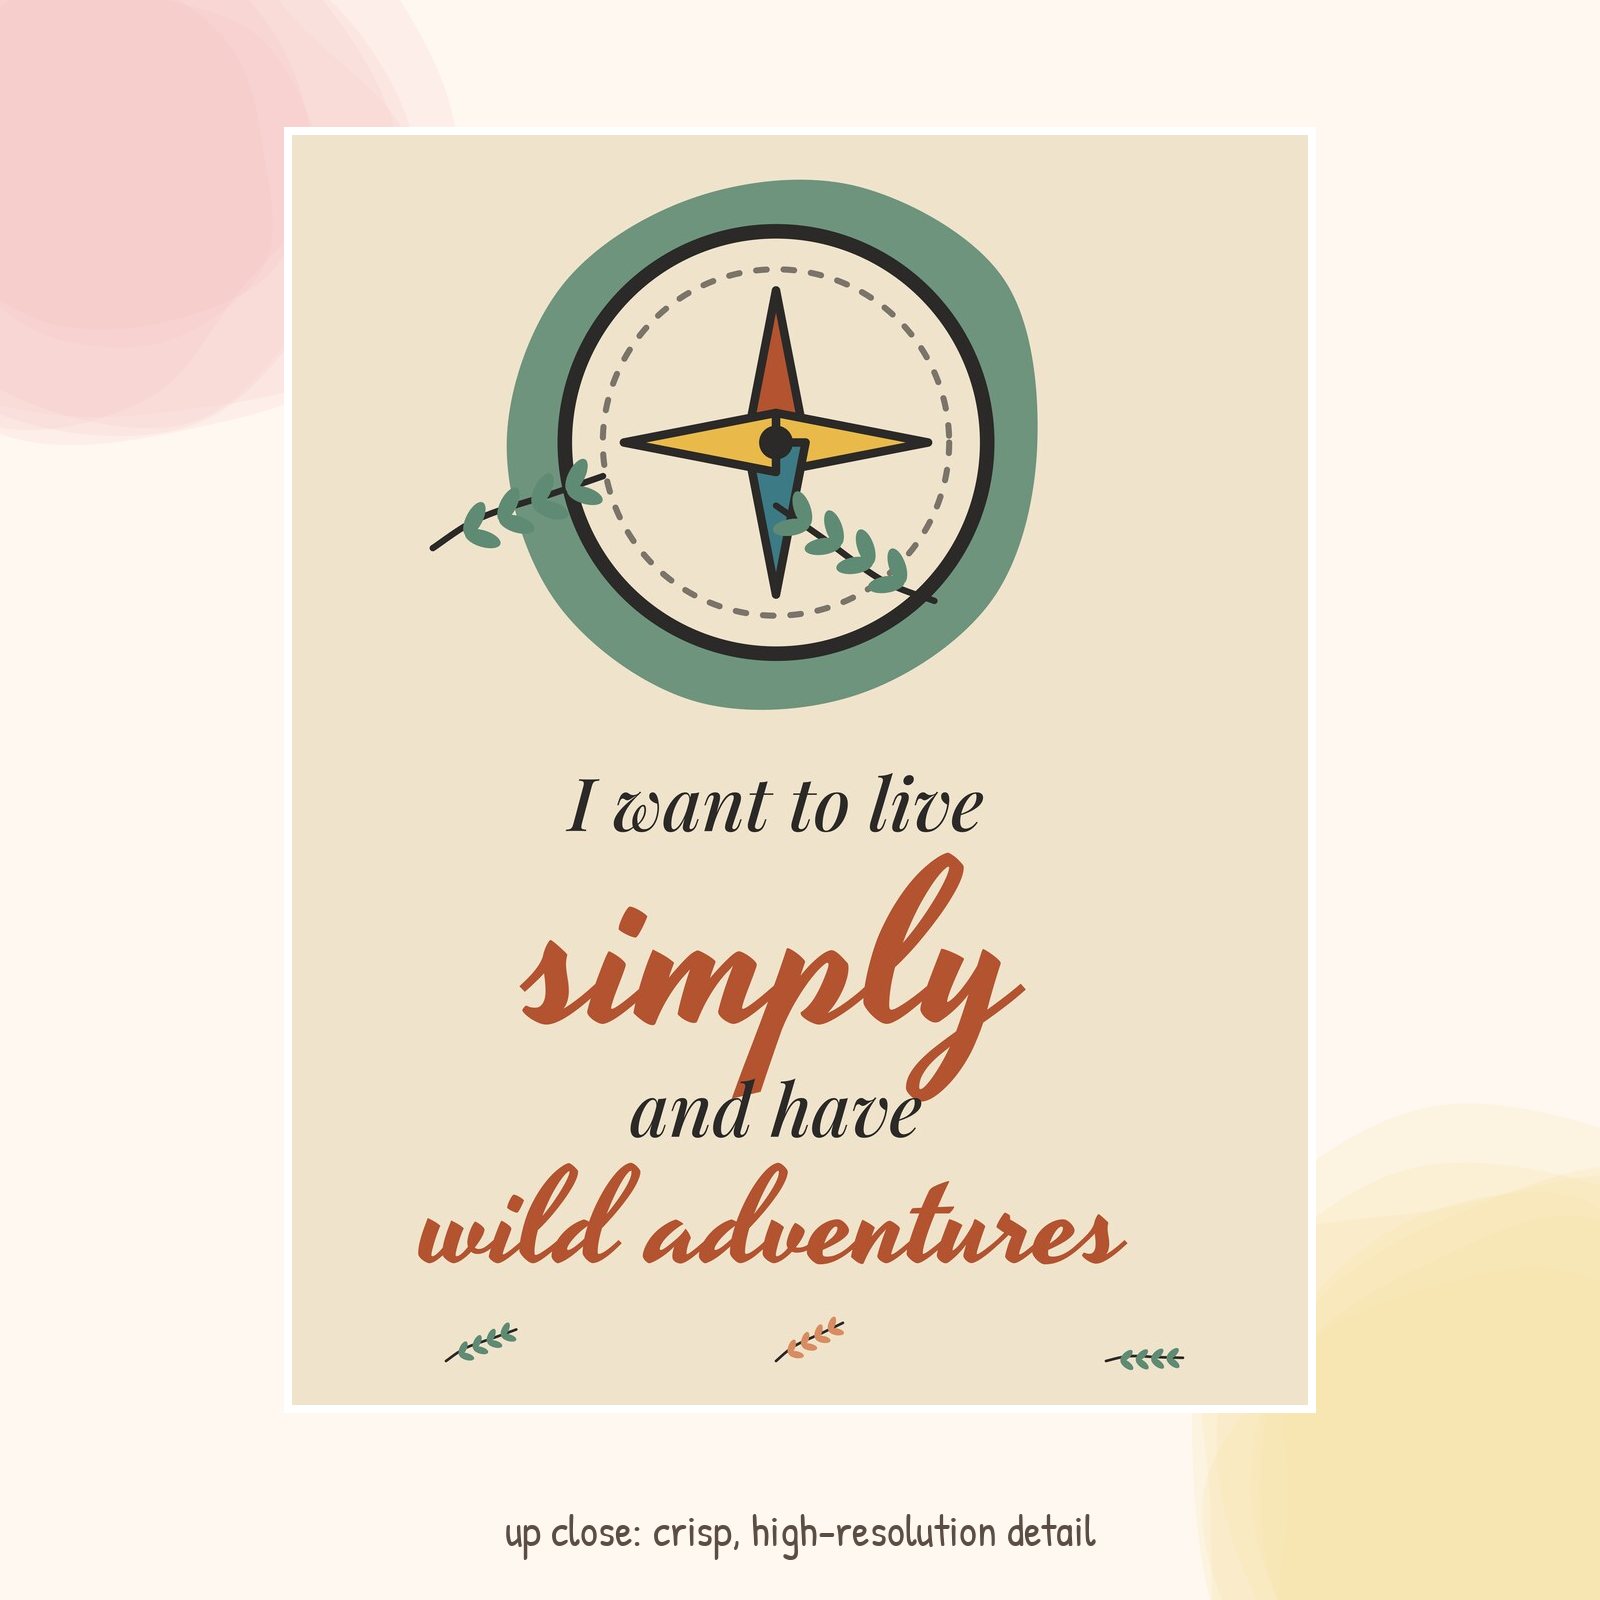 I want to live
simply
and have
wild adventures
up close: crisp, high-resolution detail